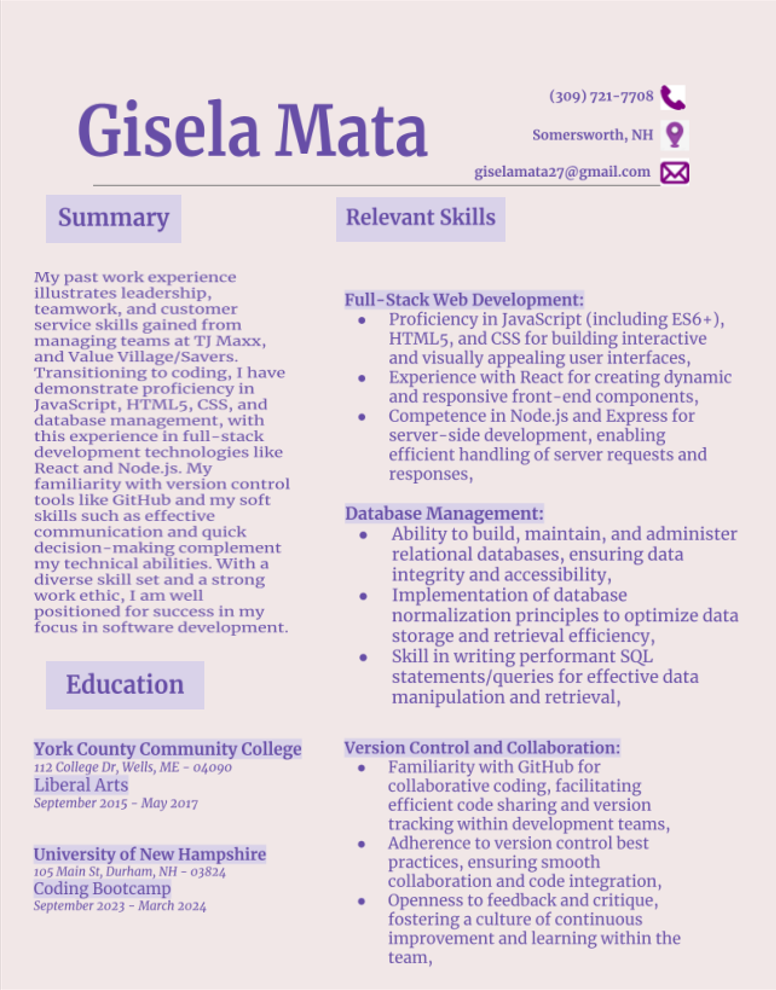 Gisela Mata
(309) 721-7708
Somersworth, NH
giselamata27@gmail.com
Summary
My past work experience
illustrates leadership,
teamwork, and customer
service skills gained from
managing teams at TJ Maxx,
and Value Village/Savers.
Transitioning to coding, I have
demonstrate proficiency in
JavaScript, HTML5, CSS, and
database management, with
this experience in full-stack
development technologies like
React and Node.js. My
familiarity with version control
tools like GitHub and my soft
skills such as effective
communication and quick
decision-making complement
my technical abilities. With a
diverse skill set and a strong
work ethic, I am well
positioned for success in my
focus in software development.
Education
York County Community College
112 College Dr, Wells, ME - 04090
Liberal Arts
September 2015 - May 2017
University of New Hampshire
105 Main St, Durham, NH - 03824
Coding Bootcamp
September 2023 - March 2024
Relevant Skills
Full-Stack Web Development:
● Proficiency in JavaScript (including ES6+),
HTML5, and CSS for building interactive
and visually appealing user interfaces,
● Experience with React for creating dynamic
and responsive front-end components,
● Competence in Node.js and Express for
server-side development, enabling
efficient handling of server requests and
responses,
Database Management:
● Ability to build, maintain, and administer
relational databases, ensuring data
integrity and accessibility,
● Implementation of database
normalization principles to optimize data
storage and retrieval efficiency,
● Skill in writing performant SQL
statements/queries for effective data
manipulation and retrieval,
Version Control and Collaboration:
● Familiarity with GitHub for
collaborative coding, facilitating
efficient code sharing and version
tracking within development teams,
● Adherence to version control best
practices, ensuring smooth
collaboration and code integration,
● Openness to feedback and critique,
fostering a culture of continuous
improvement and learning within the
team,